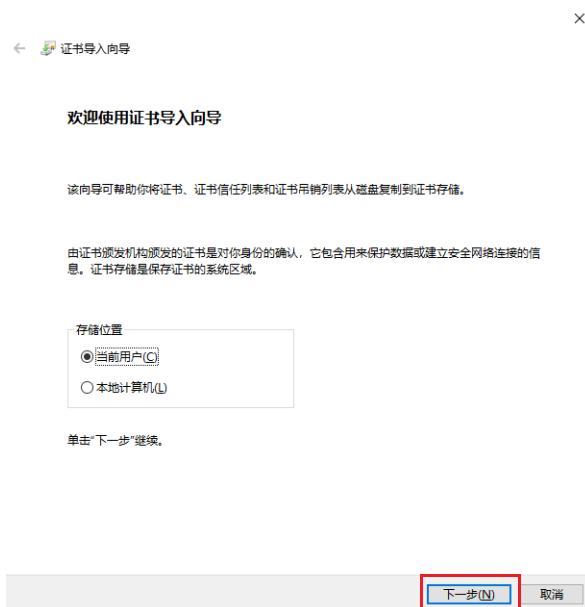 证书导入向导
欢迎使用证书导入向导
该向导可帮助你将证书、证书信任列表和证书吊销列表从磁盘复制到证书存储。
由证书颁发机构颁发的证书是对你身份的确认，它包含用来保护数据或建立安全网络连接的信
息。证书存储是保存证书的系统区域。
存储位置
当前用户(C)
本地计算机(L)
单击"下一步"继续。
下一步(N) 取消